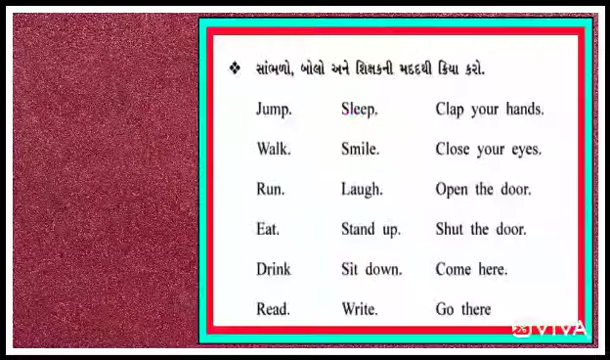 ❖ સાંભળો, બોલો અને શિક્ષકની મદદથી ક્રિયા કરો.
Jump. Sleep. Clap your hands.
Walk. Smile. Close your eyes.
Run. Laugh. Open the door.
Eat. Stand up. Shut the door.
Drink Sit down. Come here.
Read. Write. Go there
VIVA